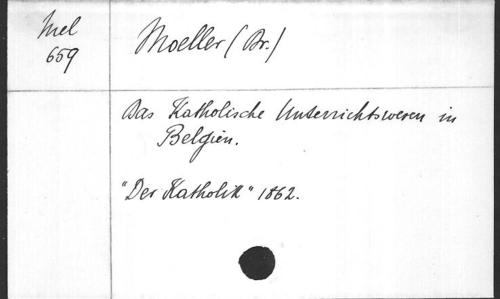 Mel
659
Moeller (Dr.)
Das Katholische Unterrichtswesen in
Belgien.
"Der Katholik" 1862.